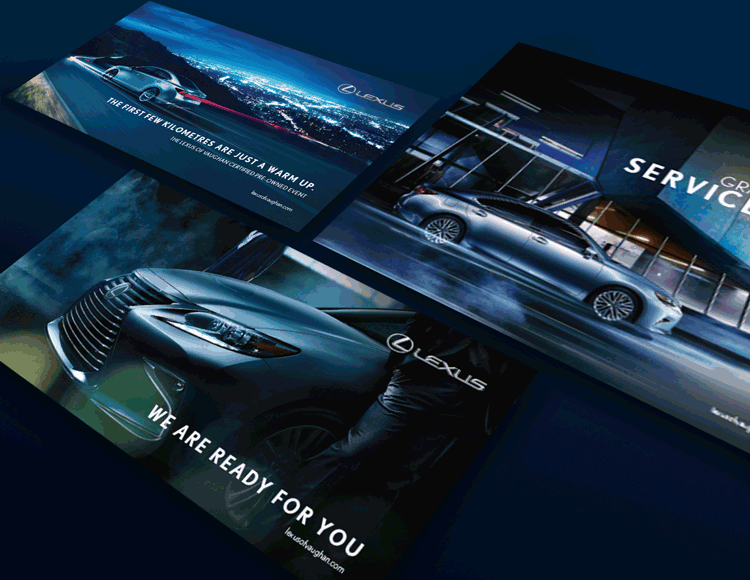 LEXUS
THE FIRST FEW KILOMETRES ARE JUST A WARM UP.
THE LEXUS OF VAUGHAN CERTIFIED PRE-OWNED EVENT
lexusofvaughan.com
LEXUS
WE ARE READY FOR YOU
lexusofvaughan.com